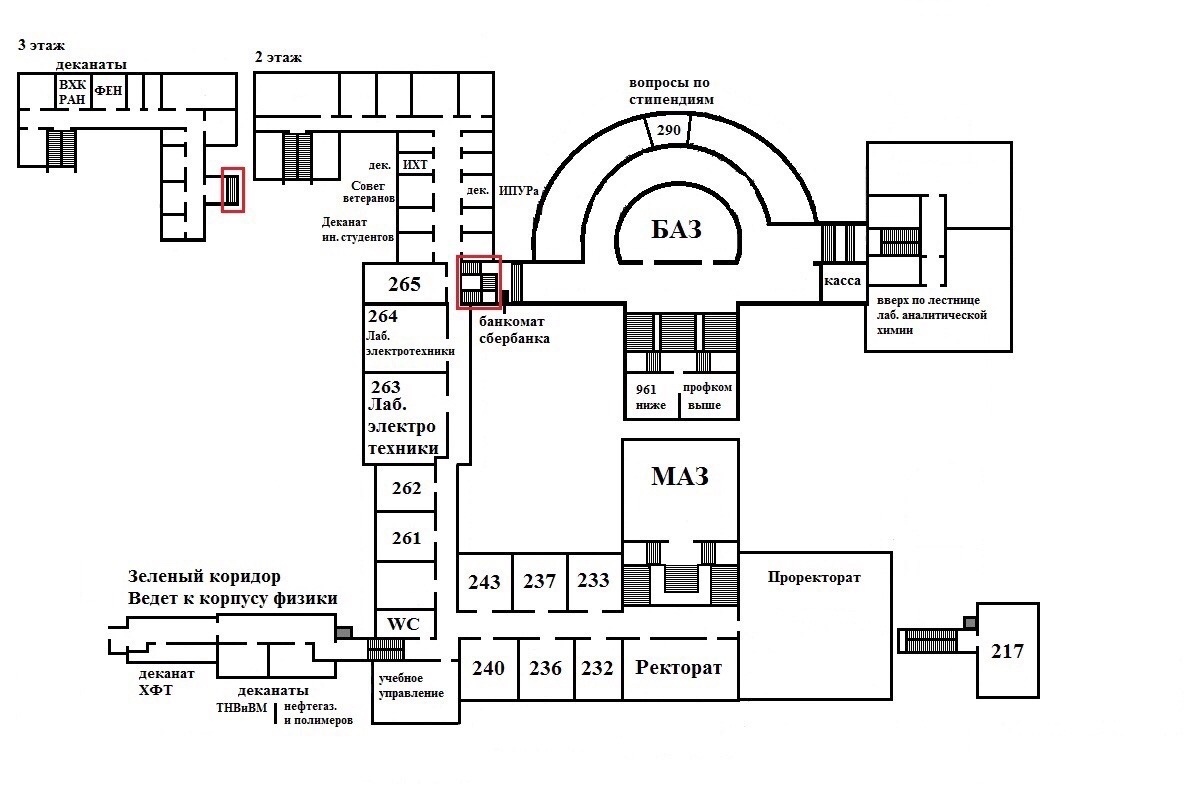 3 этаж
деканаты
ВХК
РАН
ФЕН
2 этаж
дек.
ИХТ
Совет
ветеранов
Деканат
ин. студентов
дек.
ИПУРа
вопросы по
стипендиям
290
БАЗ
касса
вверх по лестнице
лаб. аналитической
химии
265
банкомат
сбербанка
264
Лаб.
электротехники
263
Лаб.
электро
техники
961
ниже
профком
выше
262
261
МАЗ
243
237
233
Проректорат
Зеленый коридор
Ведет к корпусу физики
WC
деканат
ХФТ
деканаты
ТНВиВМ
нефтегаз.
и полимеров
учебное
управление
240
236
232
Ректорат
217